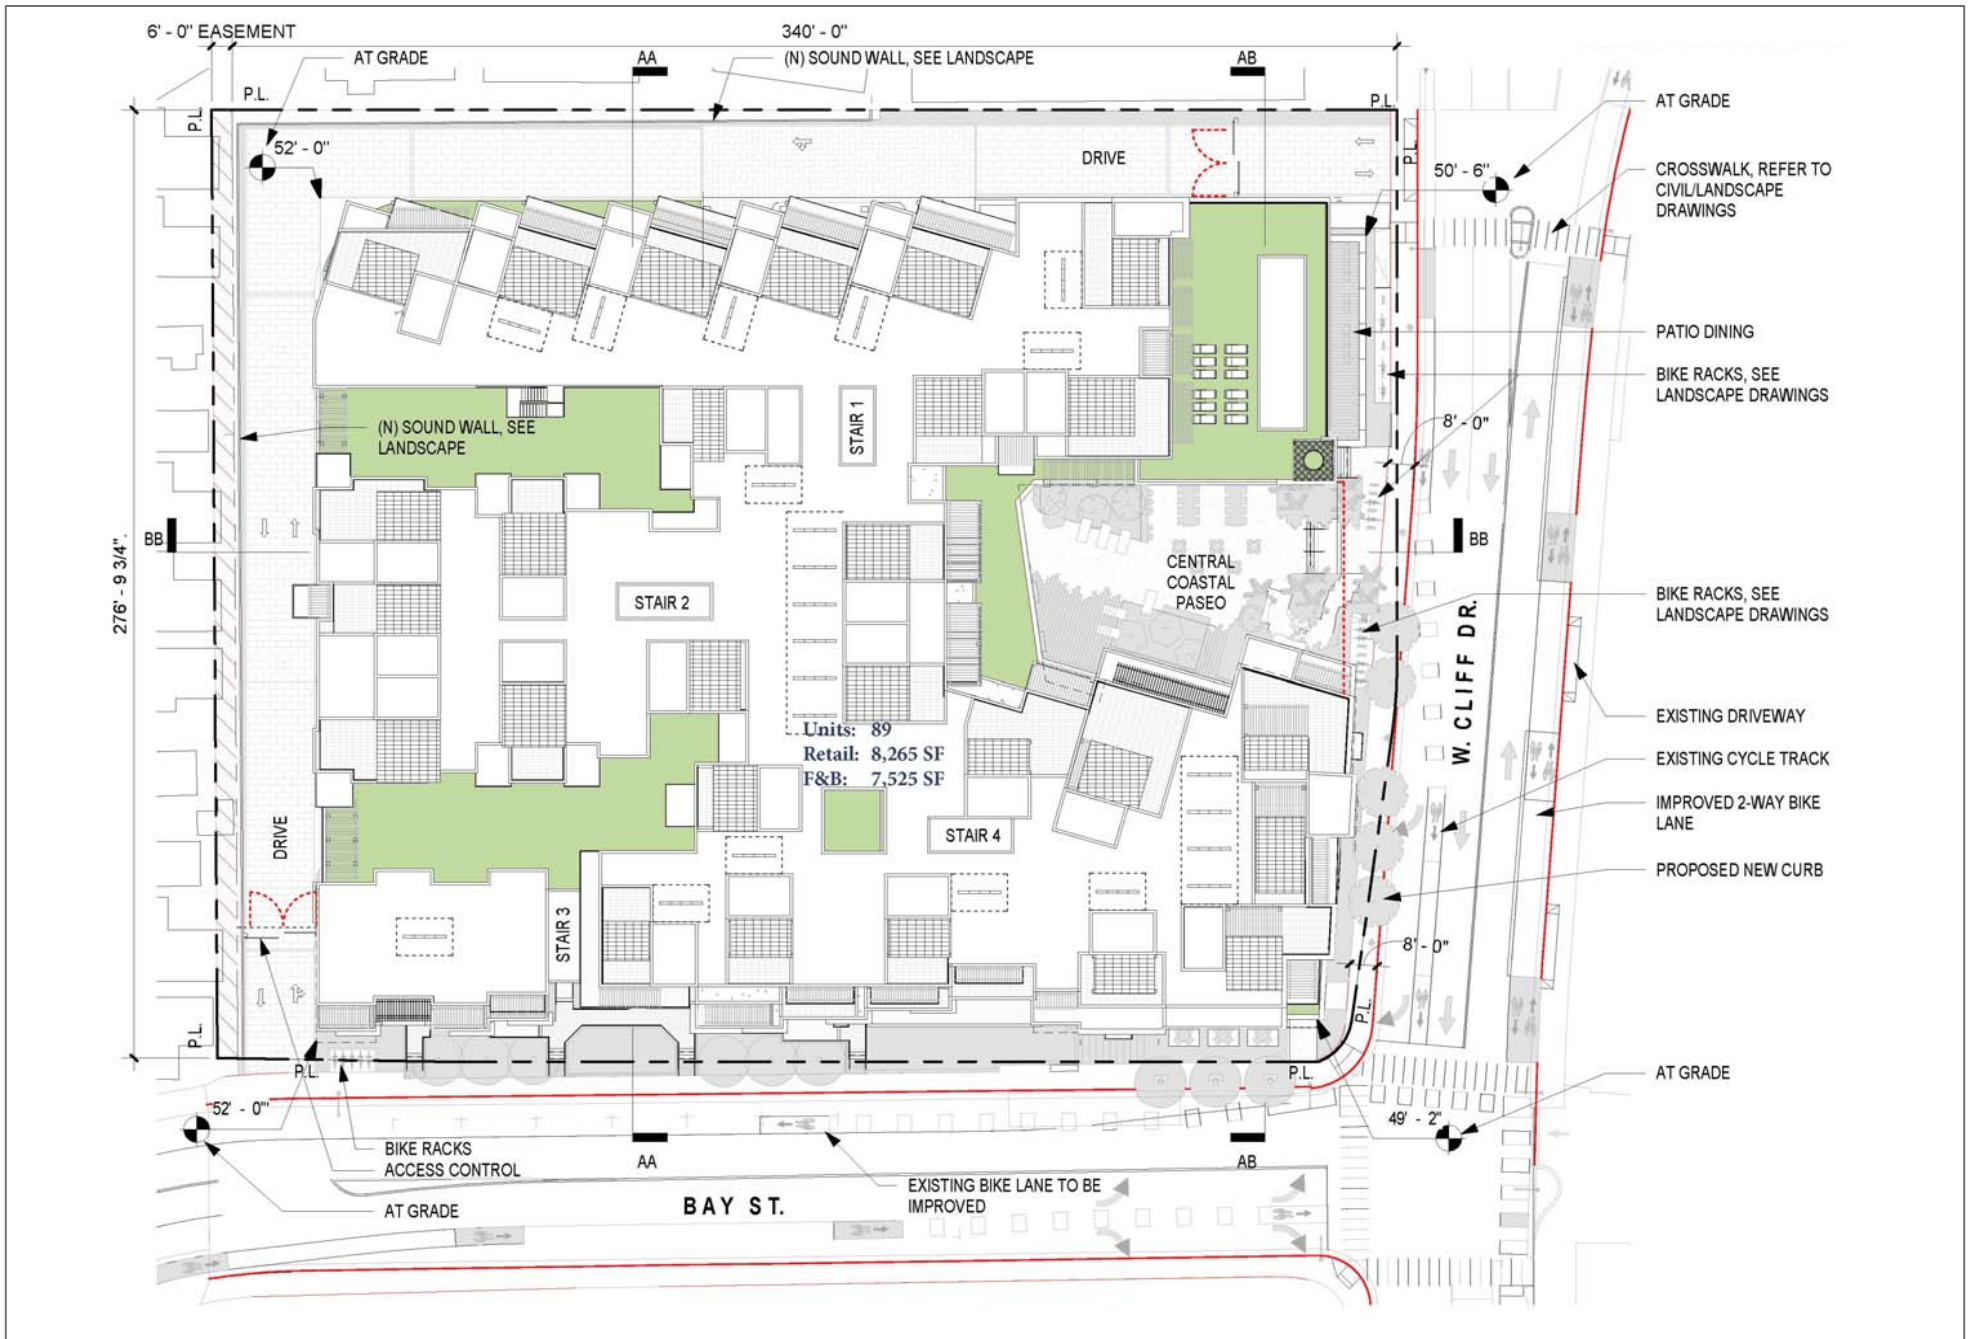 6' - 0" EASEMENT
340' - 0"
AT GRADE
AA
(N) SOUND WALL, SEE LANDSCAPE
AB
P.L.
P.L.
P.L.
P.L.
AT GRADE
52' - 0"
DRIVE
50' - 6"
CROSSWALK, REFER TO
CIVIL/LANDSCAPE
DRAWINGS
PATIO DINING
BIKE RACKS, SEE
LANDSCAPE DRAWINGS
8' - 0"
(N) SOUND WALL, SEE
LANDSCAPE
STAIR 1
BB
BB
276' - 9 3/4".
CENTRAL
COASTAL
PASEO
STAIR 2
BIKE RACKS, SEE
LANDSCAPE DRAWINGS
W. CLIFF DR.
EXISTING DRIVEWAY
Units: 89
Retail: 8,265 SF
F&B: 7,525 SF
EXISTING CYCLE TRACK
IMPROVED 2-WAY BIKE
LANE
DRIVE
STAIR 4
PROPOSED NEW CURB
STAIR 3
8' - 0"
P.L.
P.L.
P.L.
P.L.
AT GRADE
52' - 0"
49' - 2"
BIKE RACKS
ACCESS CONTROL
AA
AB
AT GRADE
BAY ST.
EXISTING BIKE LANE TO BE
IMPROVED